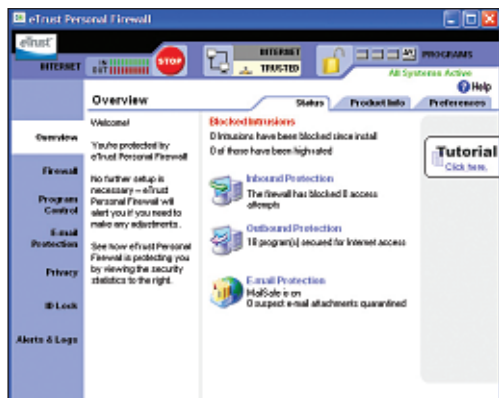 eTrust Personal Firewall
eTrust
INTERNET
IN
OUT
STOP
INTERNET
TRUSTED
PROGRAMS
All Systems Active
Help
Overview
Status
Product Info
Preferences
Overview
Firewall
Program
Control
E-mail
Protection
Privacy
ID Lock
Alerts & Logs
Welcome!
You're protected by
eTrust Personal Firewall
No further setup is
necessary – eTrust
Personal Firewall will
alert you if you need to
make any adjustments.
See how eTrust Personal
Firewall is protecting you
by viewing the security
statistics to the right.
Blocked Intrusions
0 Intrusions have been blocked since install
0 of those have been high-rated
Inbound Protection
The firewall has blocked 0 access
attempts
Outbound Protection
program(s) secured for Internet access
E-mail Protection
MailSafe is on
0 suspect e-mail attachments quarantined
Tutorial
Click here.